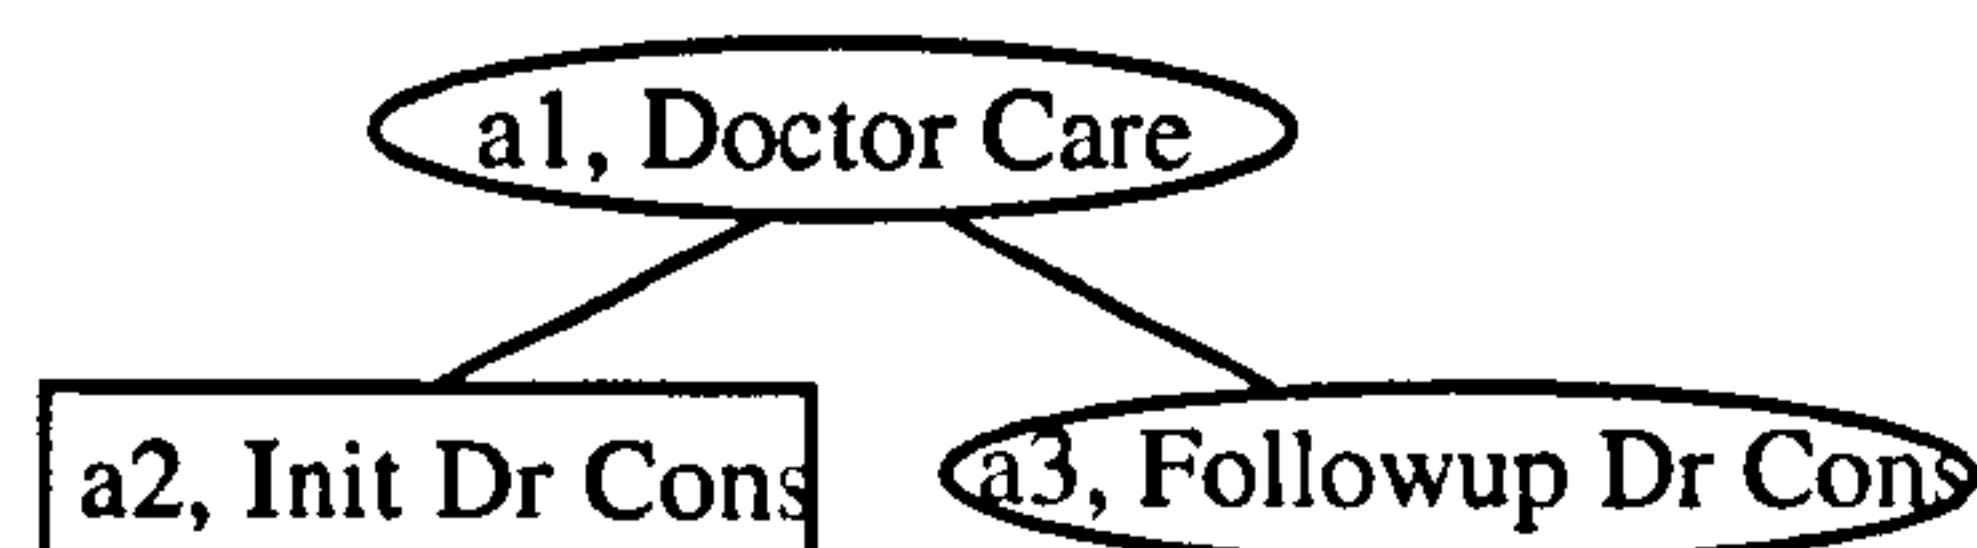 a1, Doctor Care
a2, Init Dr Cons
a3, Followup Dr Cons